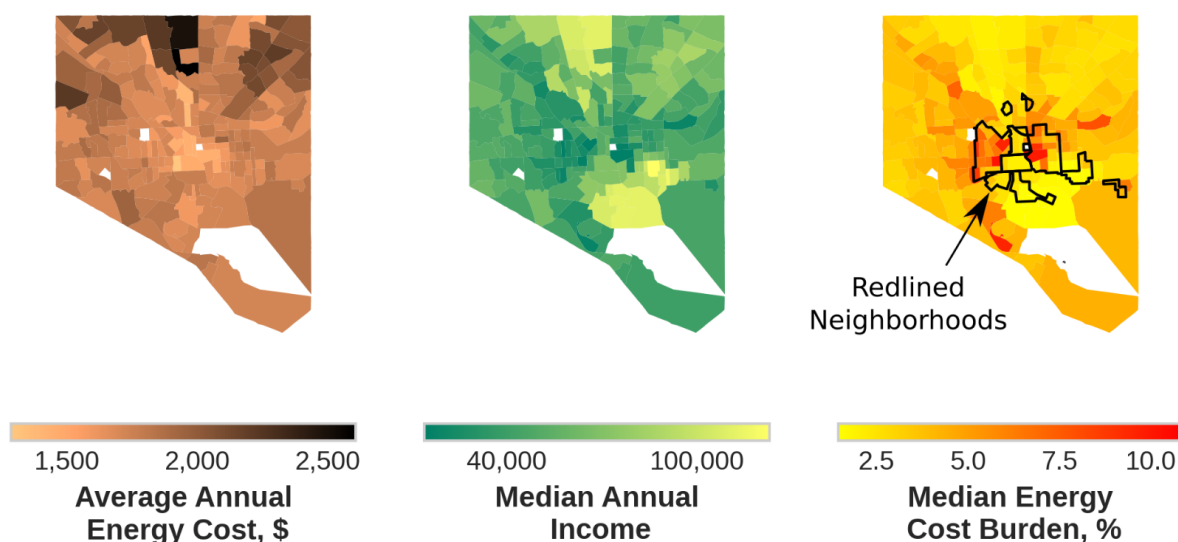 Redlined
Neighborhoods
1,500 2,000 2,500
40,000 100,000
2.5 5.0 7.5 10.0
Average Annual
Energy Cost, $
Median Annual
Income
Median Energy
Cost Burden, %